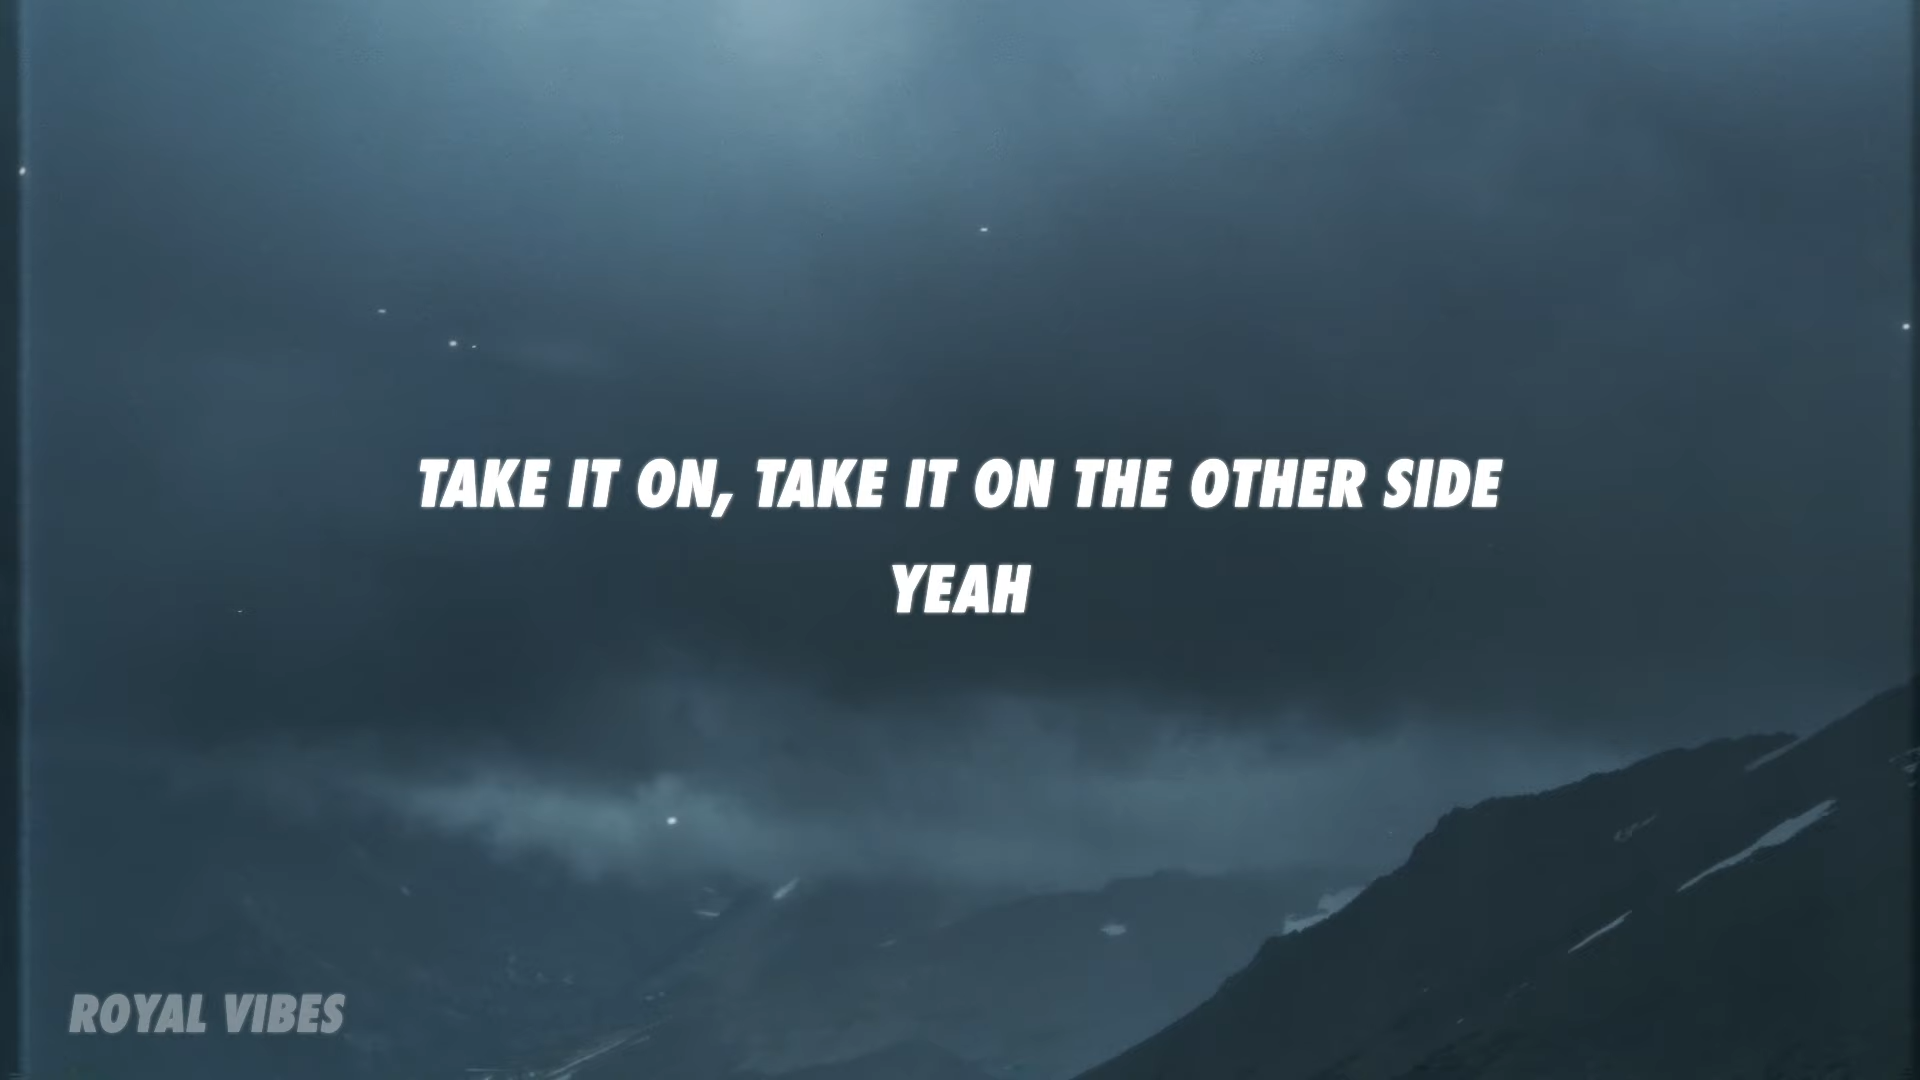 TAKE IT ON, TAKE IT ON THE OTHER SIDE
YEAH
ROYAL VIBES